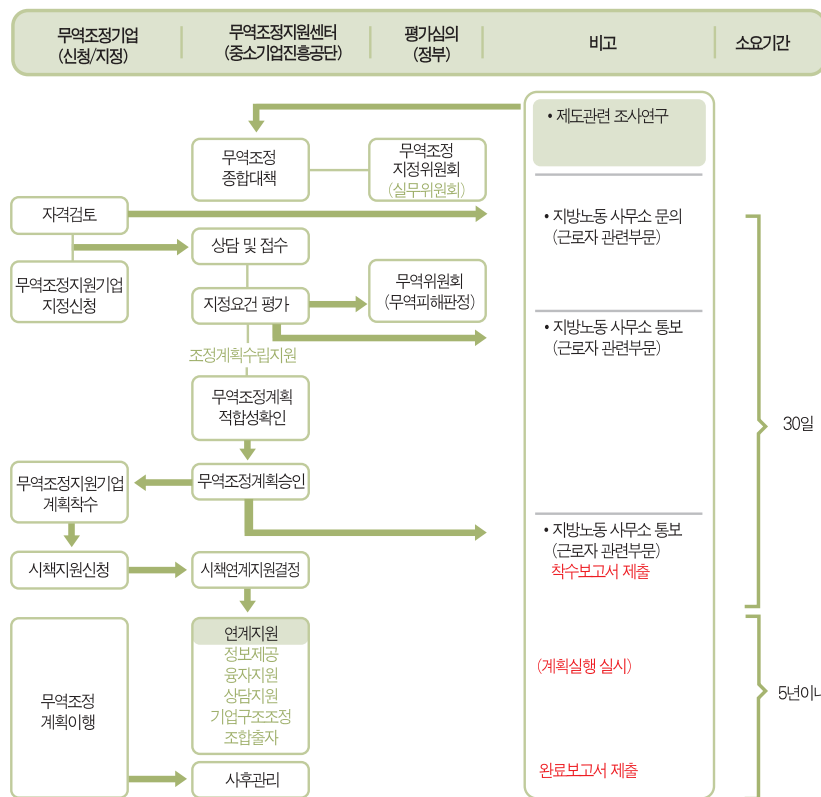 무역조정기업
(신청/지정)
무역조정지원센터
(중소기업진흥공단)
평가심의
(정부)
비고
소요기간
• 제도관련 조사연구
무역조정
종합대책
무역조정
지정위원회
(실무위원회)
자격검토
• 지방노동 사무소 문의
(근로자 관련부문)
상담 및 접수
무역조정지원기업
지정신청
지정요건 평가
무역위원회
(무역피해판정)
• 지방노동 사무소 통보
(근로자 관련부문)
조정계획수립지원
무역조정계획
적합성확인
30일
무역조정지원기업
계획착수
무역조정계획승인
• 지방노동 사무소 통보
(근로자 관련부문)
착수보고서 제출
시책지원신청
시책연계지원결정
연계지원
정보제공
융자지원
상담지원
기업구조조정
조합출자
(계획실행 실시)
5년이내
무역조정
계획이행
완료보고서 제출
사후관리